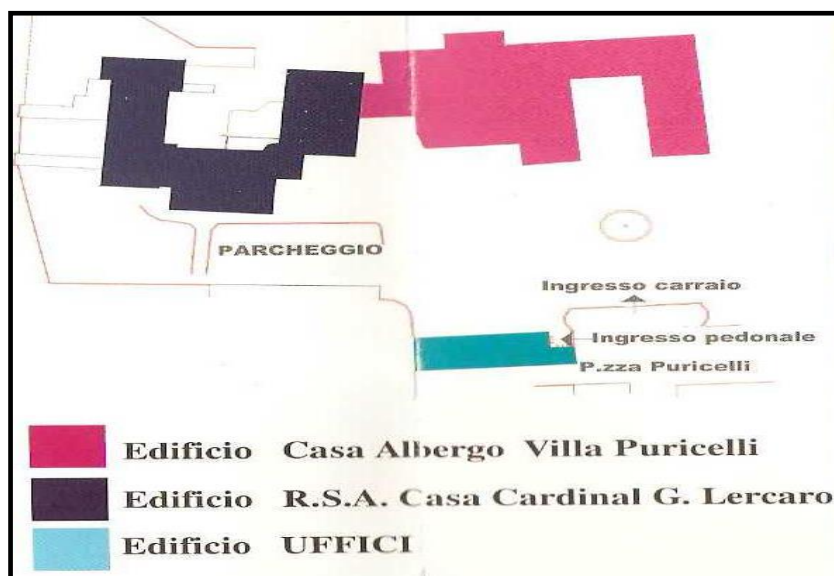 PARCHEGGIO
Ingresso carraio
Ingresso pedonale
P.zza Puricelli
Edificio Casa Albergo Villa Puricelli
Edificio R.S.A. Casa Cardinal G. Lercaro
Edificio UFFICI